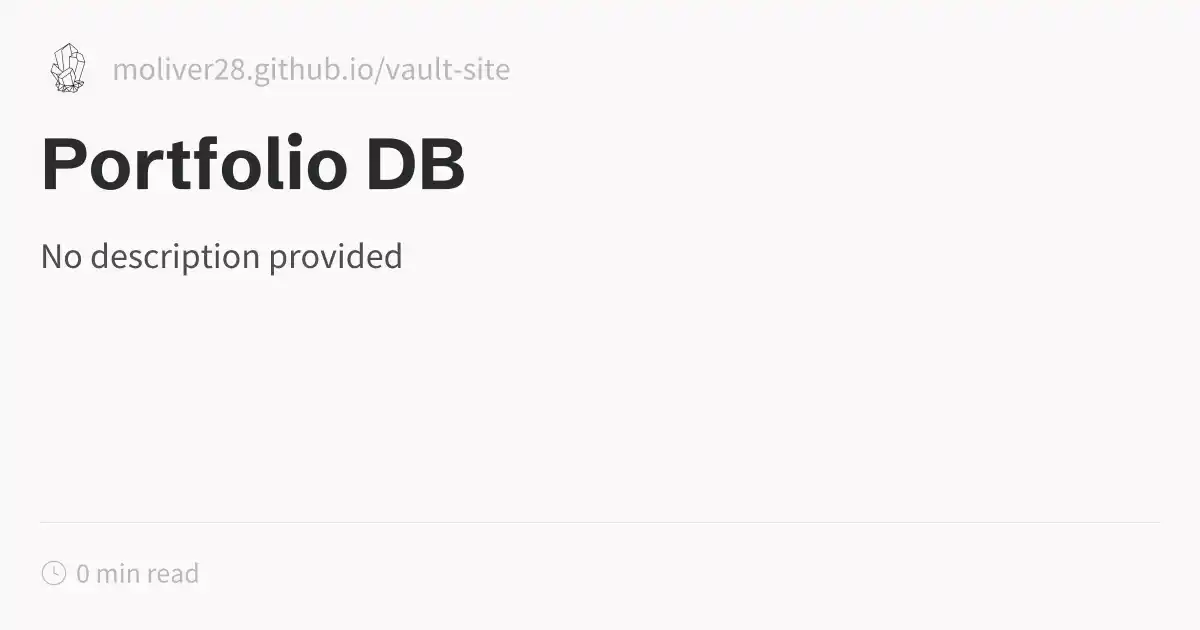 moliver28.github.io/vault-site
Portfolio DB
No description provided
0 min read